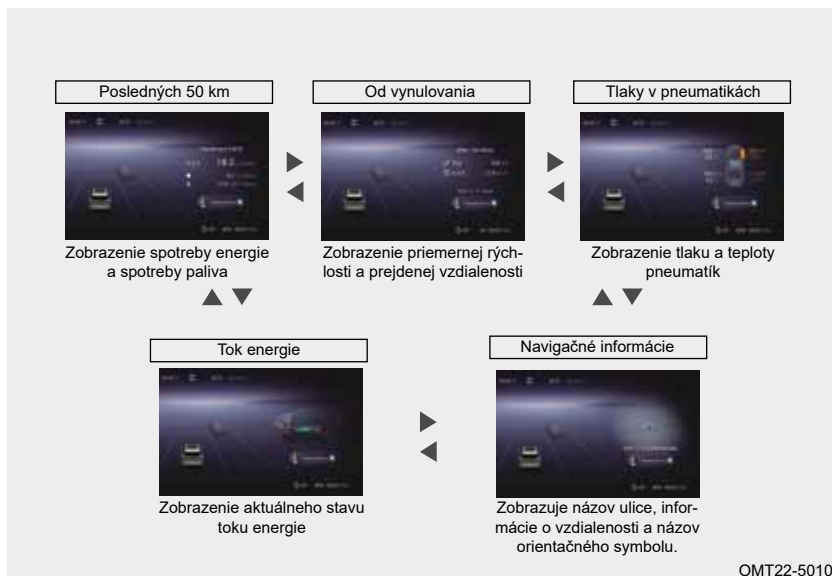 Posledných 50 km
Od vynulovania
Tlaky v pneumatikách
Zobrazenie spotreby energie
a spotreby paliva
Zobrazenie priemernej rých-
losti a prejdenej vzdialenosti
Zobrazenie tlaku a teploty
pneumatík
Tok energie
Navigačné informácie
Zobrazenie aktuálneho stavu
toku energie
Zobrazuje názov ulice, infor-
mácie o vzdialenosti a názov
orientačného symbolu.
OMT22-5010